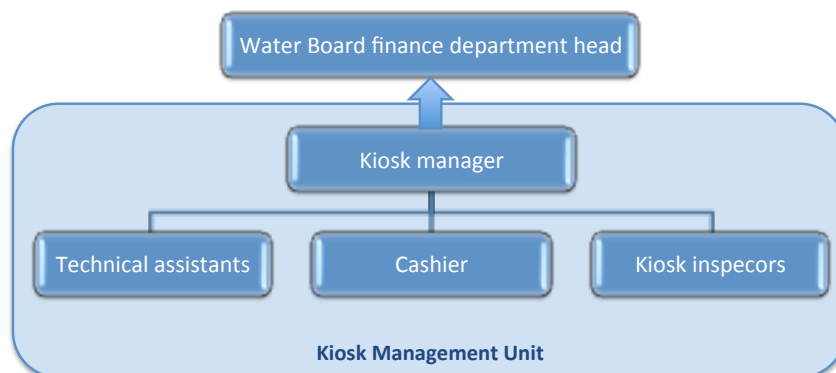 Water Board finance department head
Kiosk manager
Technical assistants
Cashier
Kiosk inspecors
Kiosk Management Unit